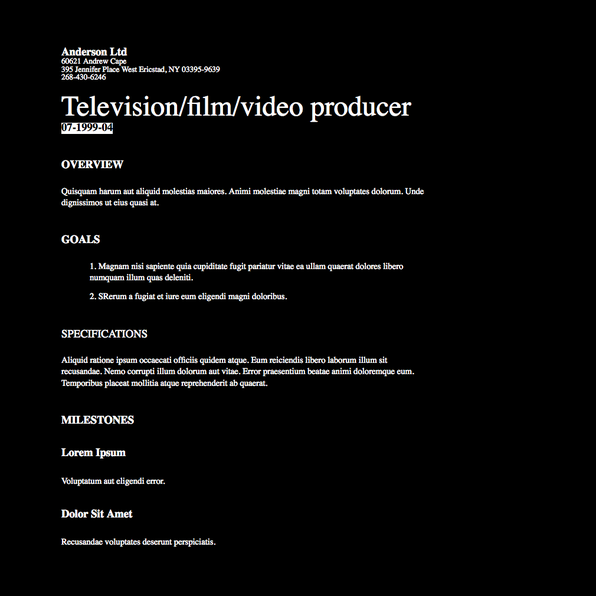 Anderson Ltd
60621 Andrew Cape
395 Jennifer Place West Ericstad, NY 03395-9639
268-430-6246
Television/film/video producer
07-1999-04
OVERVIEW
Quisquam harum aut aliquid molestias maiores. Animi molestiae magni totam voluptates dolorum. Unde
dignissimos ut eius quasi at.
GOALS
1. Magnam nisi sapiente quia cupiditate fugit pariatur vitae ea ullam quaerat dolores libero
numquam illum quas deleniti.
2. SRerum a fugiat et iure eum eligendi magni doloribus.
SPECIFICATIONS
Aliquid ratione ipsum occaecati officiis quidem atque. Eum reiciendis libero laborum illum sit
recusandae. Nemo corrupti illum dolorum aut vitae. Error praesentium beatae animi doloremque eum.
Temporibus placeat mollitia atque reprehenderit ab quaerat.
MILESTONES
Lorem Ipsum
Voluptatum aut eligendi error.
Dolor Sit Amet
Recusandae voluptates deserunt perspiciatis.